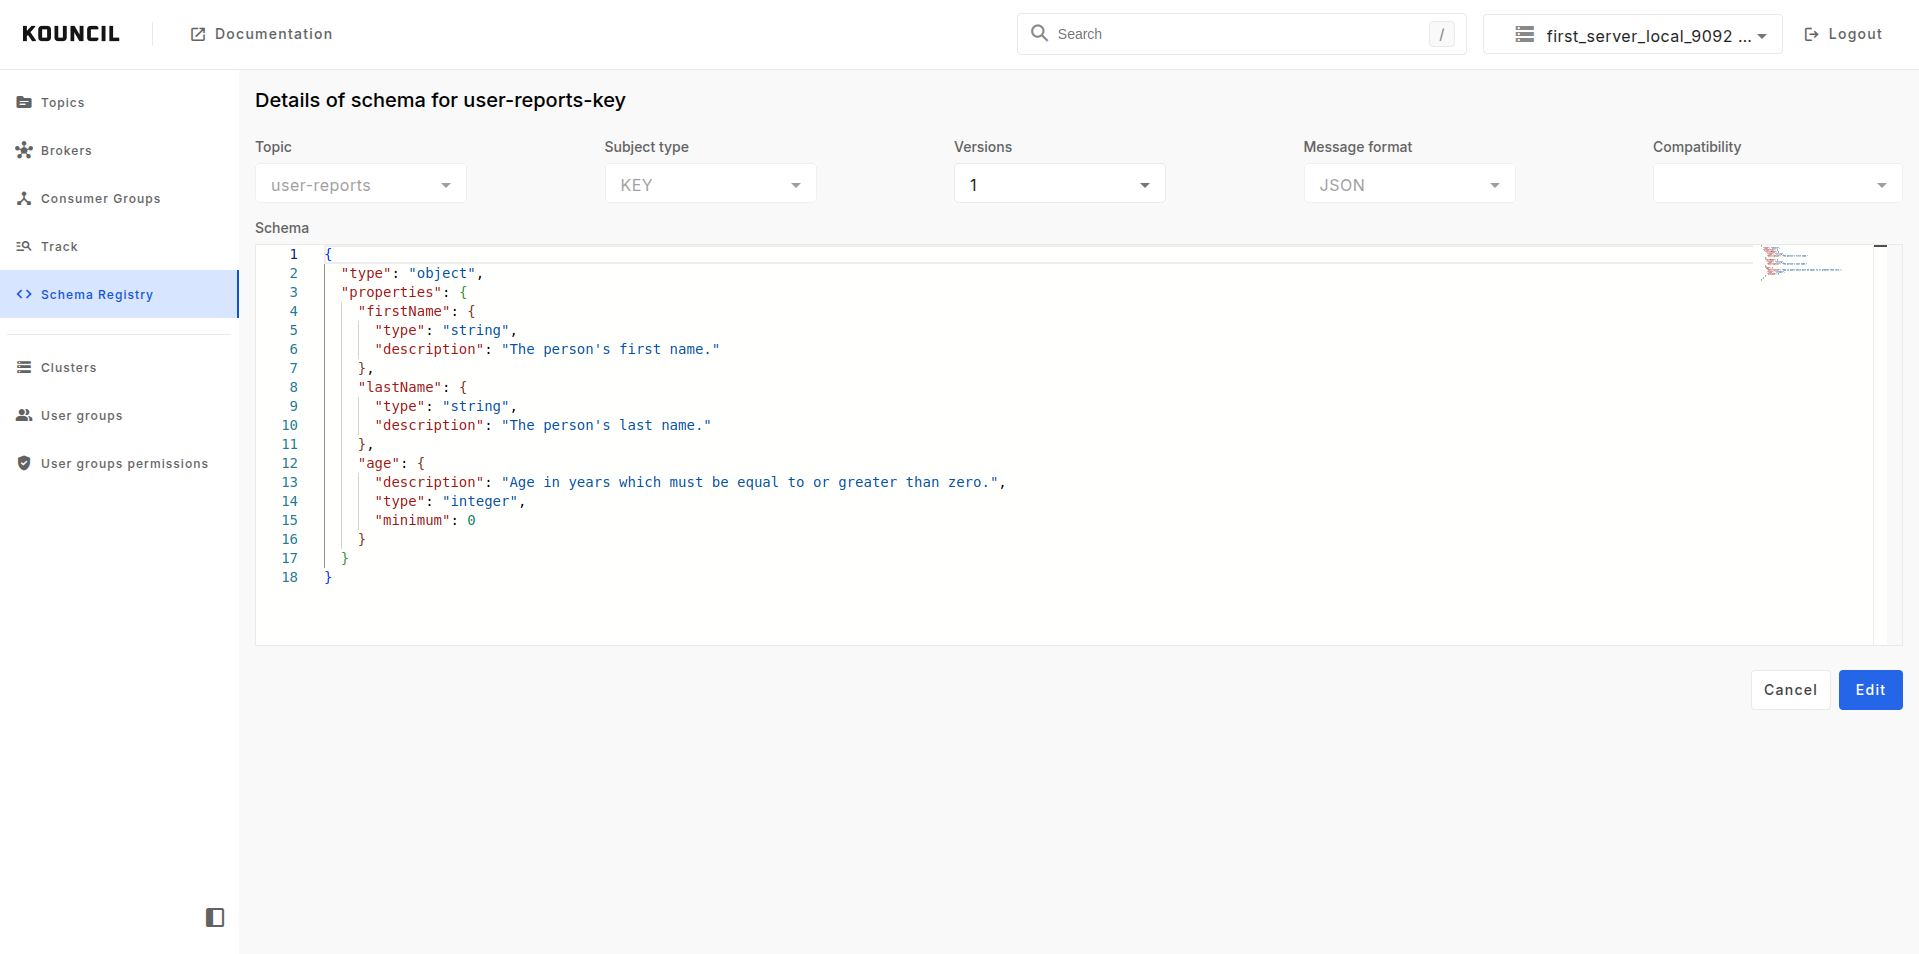 KOUNCIL
Documentation
Search
/
first_server_local_9092 ...
Logout
Topics
Brokers
Consumer Groups
Track
Schema Registry
Clusters
User groups
User groups permissions
Details of schema for user-reports-key
Topic
Subject type
Versions
Message format
Compatibility
user-reports
KEY
1
JSON
Schema
1 {
2   "type": "object",
3   "properties": {
4     "firstName": {
5       "type": "string",
6       "description": "The person's first name."
7     },
8     "lastName": {
9       "type": "string",
10       "description": "The person's last name."
11     },
12     "age": {
13       "description": "Age in years which must be equal to or greater than zero.",
14       "type": "integer",
15       "minimum": 0
16     }
17   }
18 }
Cancel
Edit